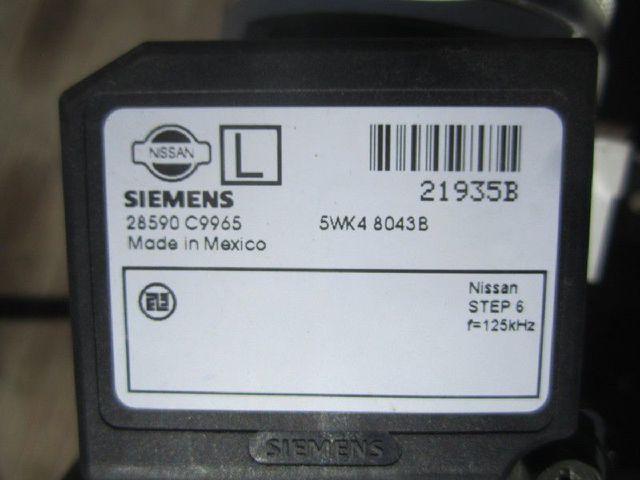 NISSAN
L
SIEMENS
21935B
28590 C9965
5WK4 8043B
Made in Mexico
Nissan
STEP 6
f=125kHz
SIEMENS